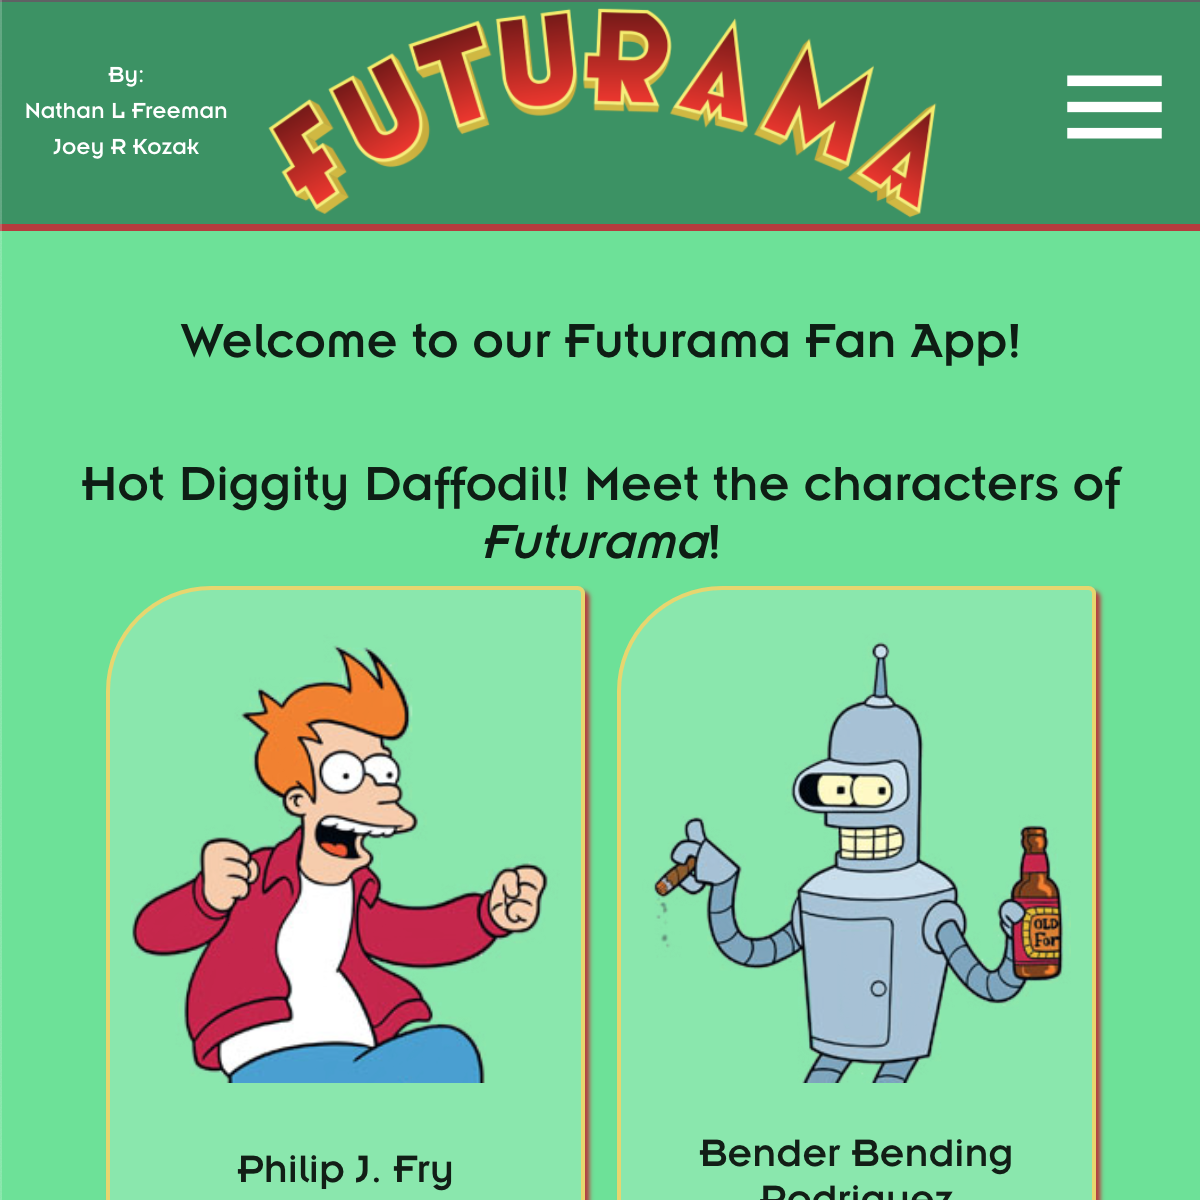 By:
Nathan L Freeman
Joey R Kozak
FUTURAMA
Welcome to our Futurama Fan App!
Hot Diggity Daffodil! Meet the characters of
Futurama!
OLD
For
Philip J. Fry
Bender Bending
Rodriguez